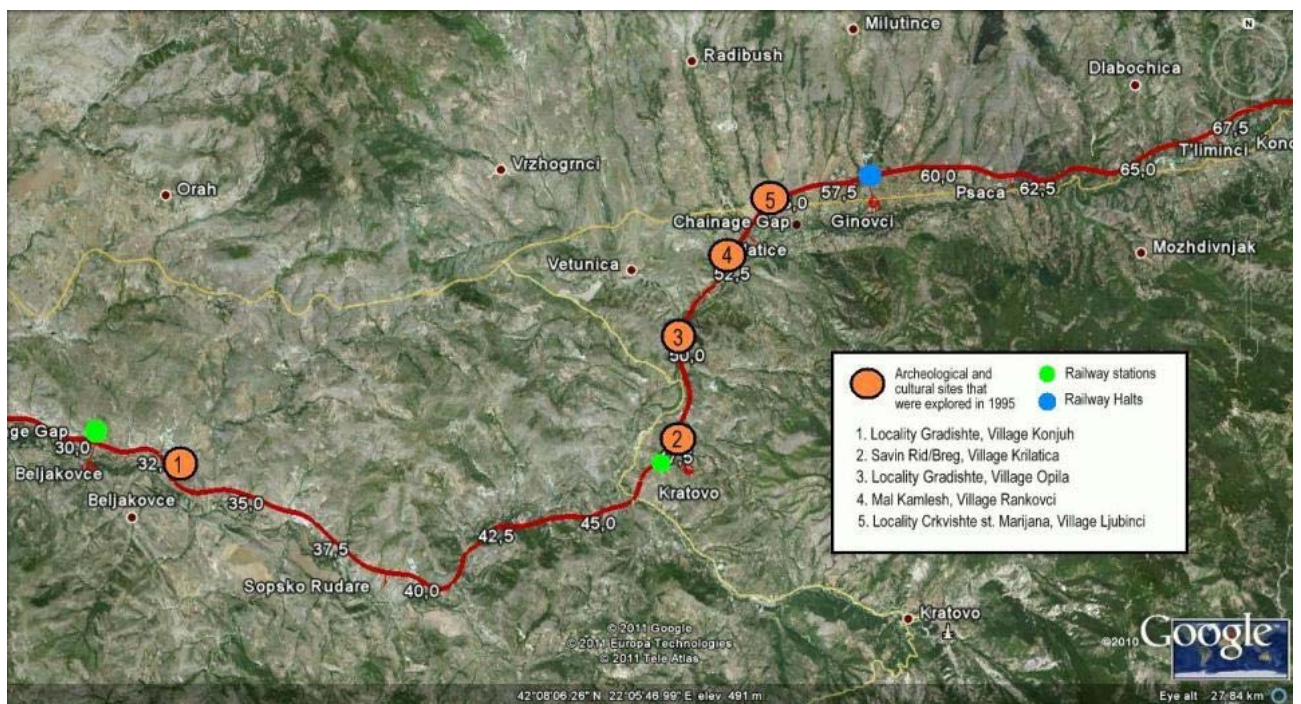 N
Milutince
Radibush
Dlabochica
67,5
T'liminci
65,0
Vrzhogrnci
60,0
57,5
62,5
Psaca
Orah
5
Chainage Gap
Ginovci
4
52,5
Mozhdivnjak
Vetunica
3
50,0
Archeological and
cultural sites that
were explored in 1995
Railway stations
Railway Halts
1. Locality Gradishte, Village Konjuh
2. Savin Rid/Breg, Village Krilatica
3. Locality Gradishte, Village Opila
4. Mal Kamlesh, Village Rankovci
5. Locality Crkvishte st. Marijana, Village Ljubinci
2
Kratovo
Gap
30,0
1
Beljakovce
Beljakovce
35,0
45,0
42,5
37,5
Sopsko Rudare
40,0
Kratovo
© 2011 Google
© 2011 Europa Technologies
© 2011 Tele Atlas
©2010 Google™
42°08'06.26" N 22°05'46.99" E elev 491 m
Eye alt 27.84 km